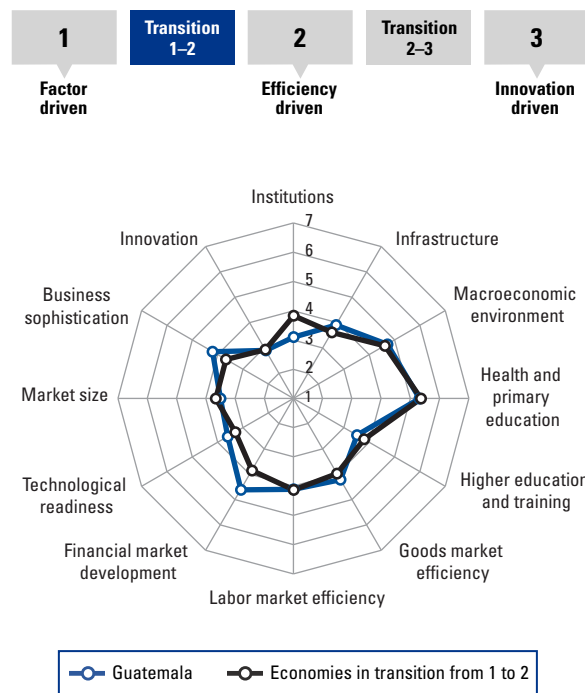 1
Transition
1–2
2
Transition
2–3
3
Factor
driven
Efficiency
driven
Innovation
driven
Institutions
Infrastructure
Macroeconomic
environment
Health and
primary
education
Higher education
and training
Goods market
efficiency
Labor market efficiency
Financial market
development
Technological
readiness
Market size
Business
sophistication
Innovation
7
6
5
4
3
2
1
Guatemala
Economies in transition from 1 to 2